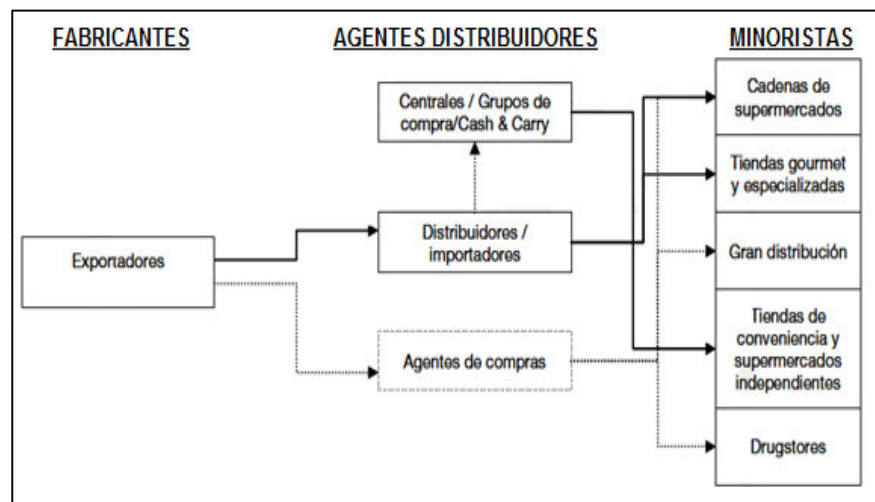 FABRICANTES
AGENTES DISTRIBUIDORES
MINORISTAS
Exportadores
Centrales / Grupos de
compra/Cash & Carry
Distribuidores /
importadores
Agentes de compras
Cadenas de
supermercados
Tiendas gourmet
y especializadas
Gran distribución
Tiendas de
conveniencia y
supermercados
independientes
Drugstores